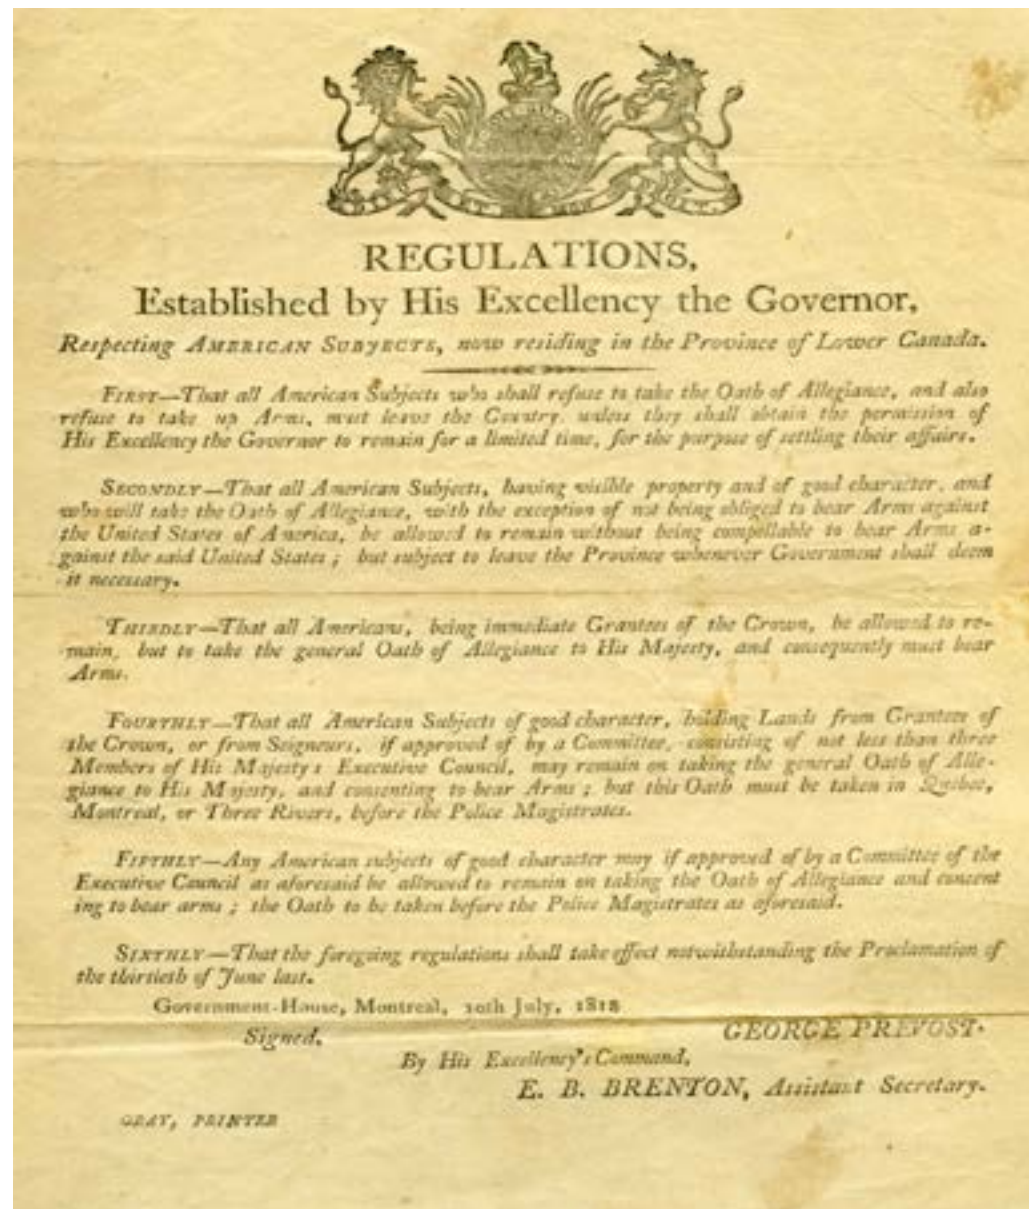 REGULATIONS,
Established by His Excellency the Governor,
Respecting AMERICAN SUBJECTS, now residing in the Province of Lower Canada.
FIRST—That all American Subjects who shall refuse to take the Oath of Allegiance, and also
refuse to take up Arms, must leave the Country, unless they shall obtain the permission of
His Excellency the Governor to remain for a limited time, for the purpose of settling their affairs.
SECONDLY—That all American Subjects, having visible property and of good character, and
who will take the Oath of Allegiance, with the exception of not being obliged to bear Arms against
the United States of America, be allowed to remain without being compellable to bear Arms a-
gainst the said United States; but subject to leave the Province whenever Government shall deem
it necessary.
THIRDLY—That all Americans, being immediate Grantees of the Crown, be allowed to re-
main, but to take the general Oath of Allegiance to His Majesty, and consequently must bear
Arms.
FOURTHLY—That all American Subjects of good character, holding Lands from Grantees of
the Crown, or from Seigneurs, if approved of by a Committee, consisting of not less than three
Members of His Majesty's Executive Council, may remain on taking the general Oath of Alle-
giance to His Majesty, and consenting to bear Arms; but this Oath must be taken in Quebec,
Montreal, or Three Rivers, before the Police Magistrates.
FIFTHLY—Any American subjects of good character may if approved of by a Committee of the
Executive Council as aforesaid be allowed to remain on taking the Oath of Allegiance and consent
ing to bear arms; the Oath to be taken before the Police Magistrates as aforesaid.
SIXTHLY—That the foregoing regulations shall take effect notwithstanding the Proclamation of
the thirtieth of June last.
Government-House, Montreal, 10th July, 1812
Signed, GEORGE PREVOST.
By His Excellency's Command,
E. B. BRENTON, Assistant Secretary.
GRAY, PRINTER